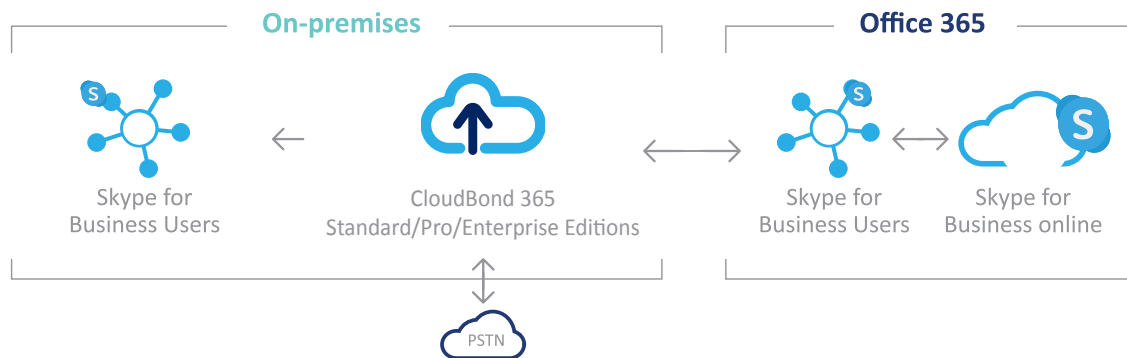 On-premises
Office 365
S
Skype for
Business Users
CloudBond 365
Standard/Pro/Enterprise Editions
S
Skype for
Business Users
S
Skype for
Business online
PSTN